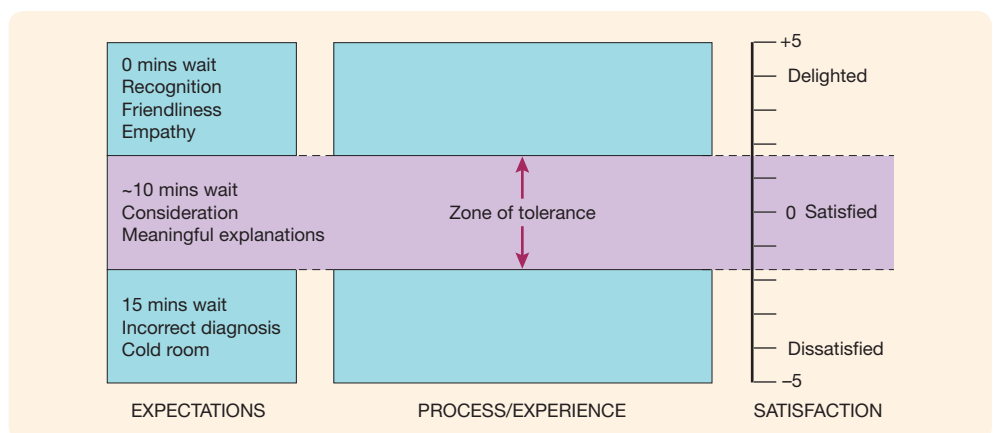 0 mins wait
Recognition
Friendliness
Empathy
~10 mins wait
Consideration
Meaningful explanations
15 mins wait
Incorrect diagnosis
Cold room
Zone of tolerance
+5
Delighted
0 Satisfied
Dissatisfied
–5
EXPECTATIONS
PROCESS/EXPERIENCE
SATISFACTION